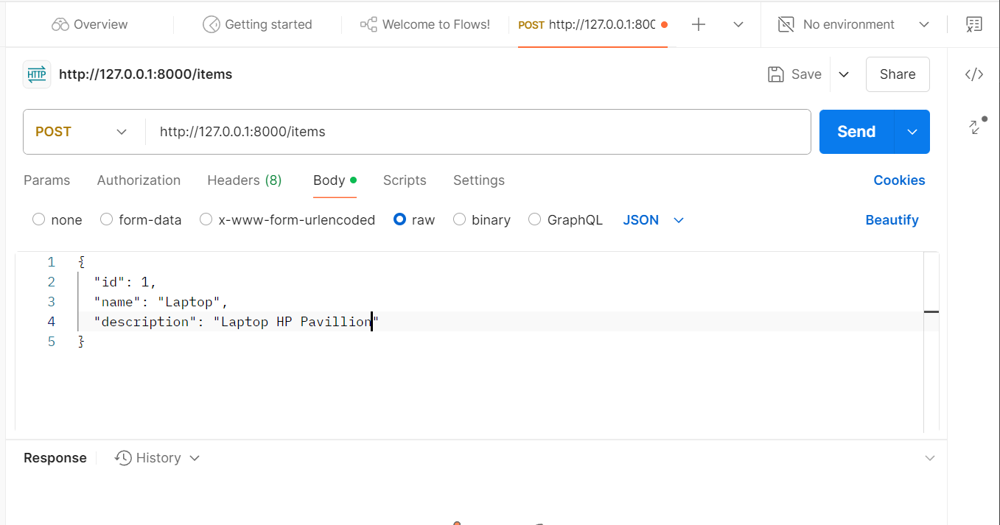 Overview Getting started Welcome to Flows! POST http://127.0.0.1:800 No environment
HTTP http://127.0.0.1:8000/items Save Share
POST http://127.0.0.1:8000/items Send
Params Authorization Headers (8) Body Scripts Settings Cookies
none form-data x-www-form-urlencoded raw binary GraphQL JSON Beautify
1 {
2 "id": 1,
3 "name": "Laptop",
4 "description": "Laptop HP Pavillion"
5 }
Response History